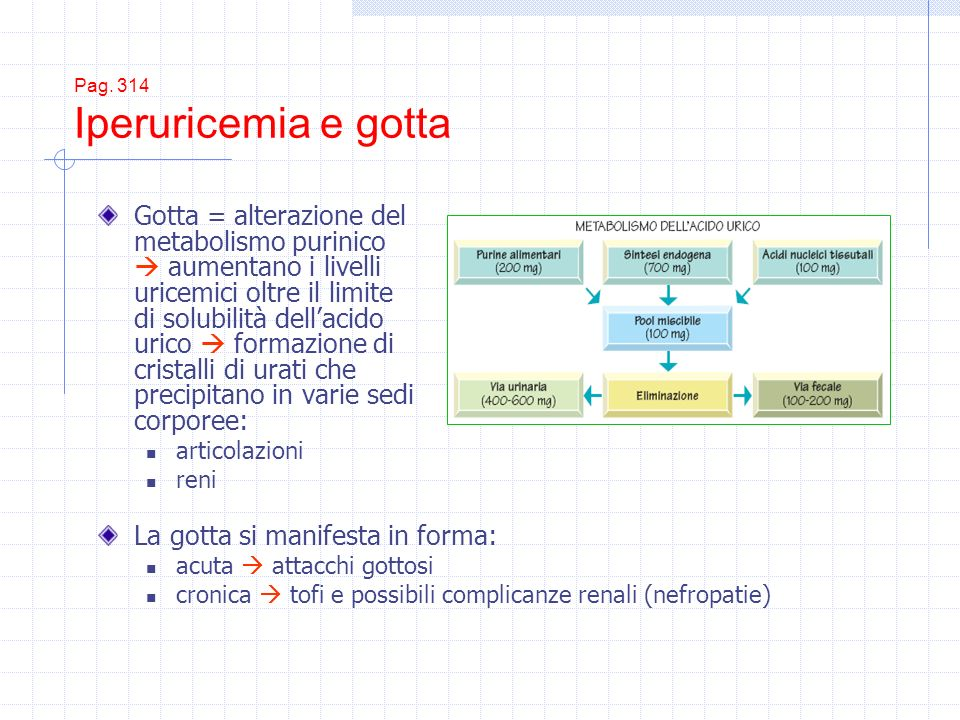 Pag. 314
Iperuricemia e gotta
Gotta = alterazione del
metabolismo purinico
→ aumentano i livelli
uricemici oltre il limite
di solubilità dell’acido
urico → formazione di
cristalli di urati che
precipitano in varie sedi
corporee:
articolazioni
reni
METABOLISMO DELL'ACIDO URICO
Purine alimentari
(200 mg)
Sintesi endogena
(700 mg)
Acidi nucleici tissutali
(100 mg)
Pool miscibile
(100 mg)
Via urinaria
(400-600 mg)
Eliminazione
Via fecale
(100-200 mg)
La gotta si manifesta in forma:
acuta → attacchi gottosi
cronica → tofi e possibili complicanze renali (nefropatie)